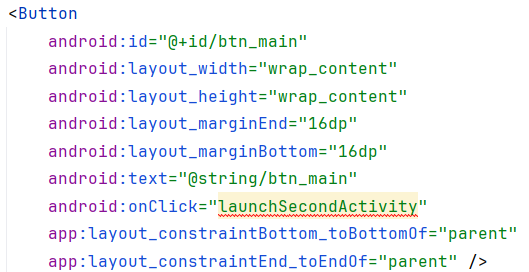 <Button
android:id="@+id/btn_main"
android:layout_width="wrap_content"
android:layout_height="wrap_content"
android:layout_marginEnd="16dp"
android:layout_marginBottom="16dp"
android:text="@string/btn_main"
android:onClick="launchSecondActivity"
app:layout_constraintBottom_toBottomOf="parent"
app:layout_constraintEnd_toEndOf="parent" />